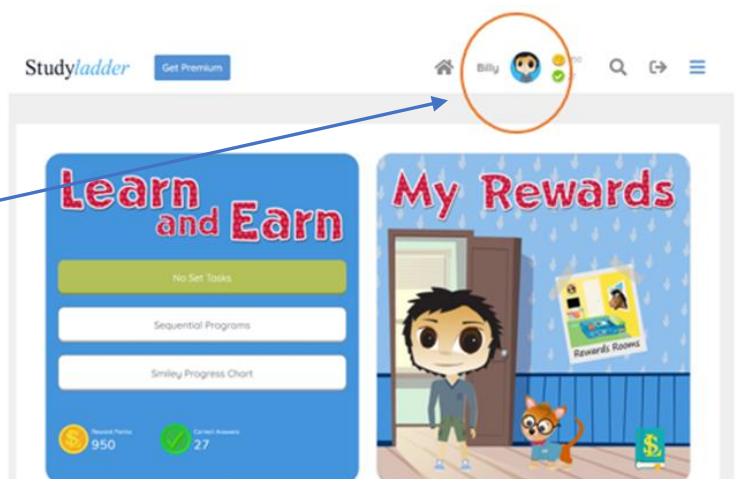 Studyladder
Get Premium
Billy
Learn
and Earn
No Set Tasks
Sequential Programs
Smiley Progress Chart
Reward Points
950
Correct Answers
27
My Rewards
Rewards Rooms